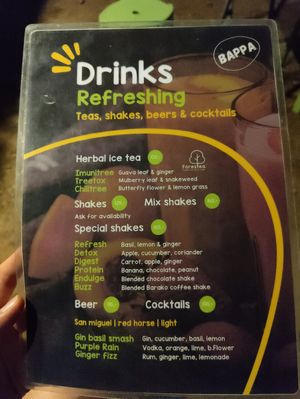 BAPPA
Drinks
Refreshing
Teas, shakes, beers & cocktails
Herbal ice tea
forestea
Imunitree Guava leaf & ginger
Treetox Mulberry leaf & snakeweed
Chilltree Butterfly flower & lemon grass
Shakes Mix shakes
Ask for availability
Special shakes
Refresh Basil, lemon & ginger
Detox Apple, cucumber, coriander
Digest Carrot, apple, ginger
Protein Banana, chocolate, peanut
Endulge Blended chocolate shake
Buzz Blended Barako coffee shake
Beer Cocktails
San miguel | red horse | light
Gin basil smash Gin, cucumber, basil, lemon
Purple Rain Vodka, orange, lime, b.flower
Ginger fizz Rum, ginger, lime, lemonade